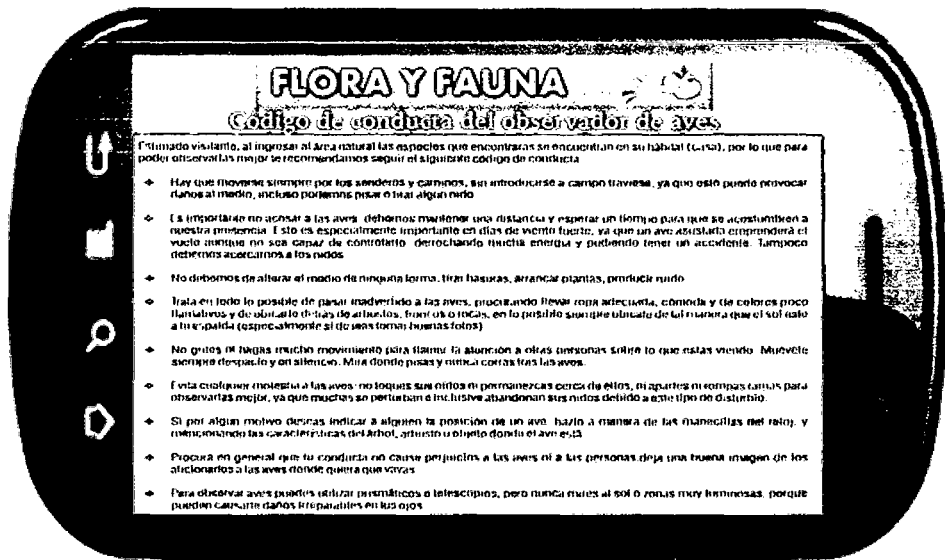 FLORA Y FAUNA
Código de conducta del observador de aves
Estimado visitante, al ingresar al área natural las especies que encontraras se encuentran en su hábitat (casa), por lo que para
poder observarlas mejor te recomendamos seguir el siguiente código de conducta
Hay que moverse siempre por los senderos y caminos, sin introducirse a campo traviesa, ya que esto puede provocar
daños al medio, incluso podemos pisar o tirar algún nido
Es importante no acosar a las aves, debemos mantener una distancia y esperar un tiempo para que se acostumbren a
nuestra presencia. Esto es especialmente importante en días de viento fuerte, ya que un ave asustada emprenderá el
vuelo aunque no sea capaz de controlarlo, derrochando mucha energía y pudiendo tener un accidente. Tampoco
debemos acercarnos a los nidos
No debemos de alterar el medio de ninguna forma, tirar basuras, arrancar plantas, producir ruido
Trata en todo lo posible de pasar inadvertido a las aves, procurando llevar ropa adecuada, cómoda y de colores poco
llamativos y de ubicarte detrás de arbustos, troncos o rocas, en lo posible siempre ubicate de tal manera que el sol
a tu espalda (especialmente si deseas tomar buenas fotos)
No grites ni hagas mucho movimiento para llamar la atención a otras personas sobre lo que estas viendo. Muévete
siempre despacio y en silencio. Mira donde pisas y nunca corras tras las aves.
Evita cualquier molestia a las aves: no toques sus nidos ni permanezcas cerca de ellos, ni apartes ni rompas ramas para
observarlas mejor, ya que muchas se perturban e inclusive abandonan sus nidos debido a este tipo de disturbio.
Si por algún motivo deseas indicar a alguien la posición de un ave, hazlo a manera de las manecillas del reloj, y
mencionando las características del árbol, arbusto u objeto donde el ave está
Procura en general que tu conducta no cause perjuicios a las aves ni a las personas deja una buena imagen de los
aficionados a las aves donde quiera que vayas
Para observar aves puedes utilizar prismáticos o telescopios, pero nunca mires al sol o zonas muy luminosas, porque
pueden causarte daños irreparables en tus ojos